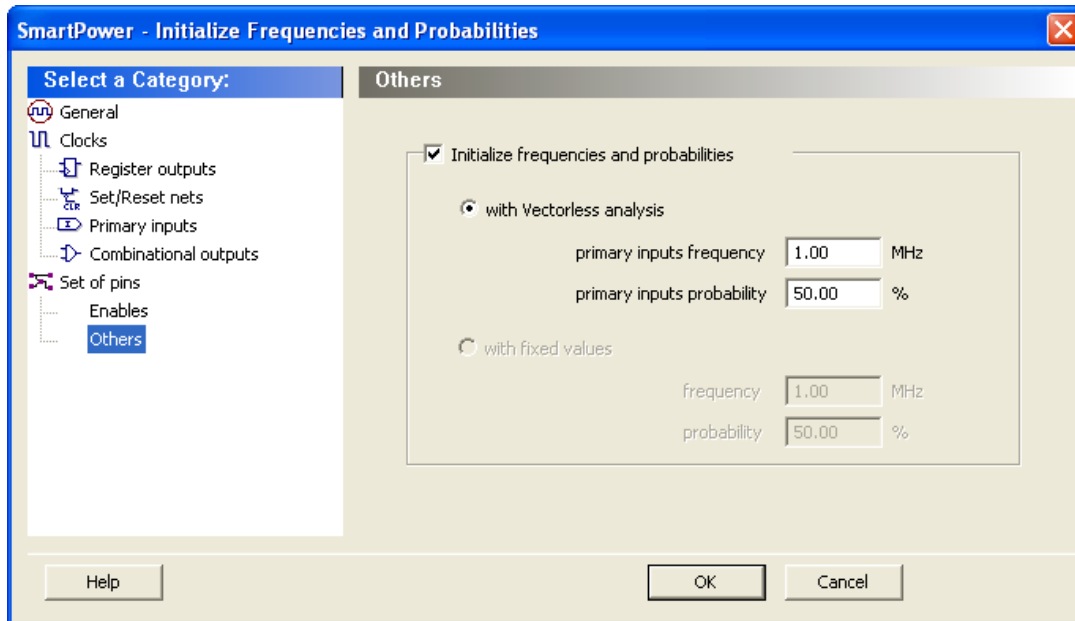 SmartPower - Initialize Frequencies and Probabilities
Select a Category:
General
Clocks
Register outputs
CLR
Set/Reset nets
Primary inputs
Combinational outputs
Set of pins
Enables
Others
Others
Initialize frequencies and probabilities
with Vectorless analysis
primary inputs frequency 1.00 MHz
primary inputs probability 50.00 %
with fixed values
frequency 1.00 MHz
probability 50.00 %
Help
OK
Cancel